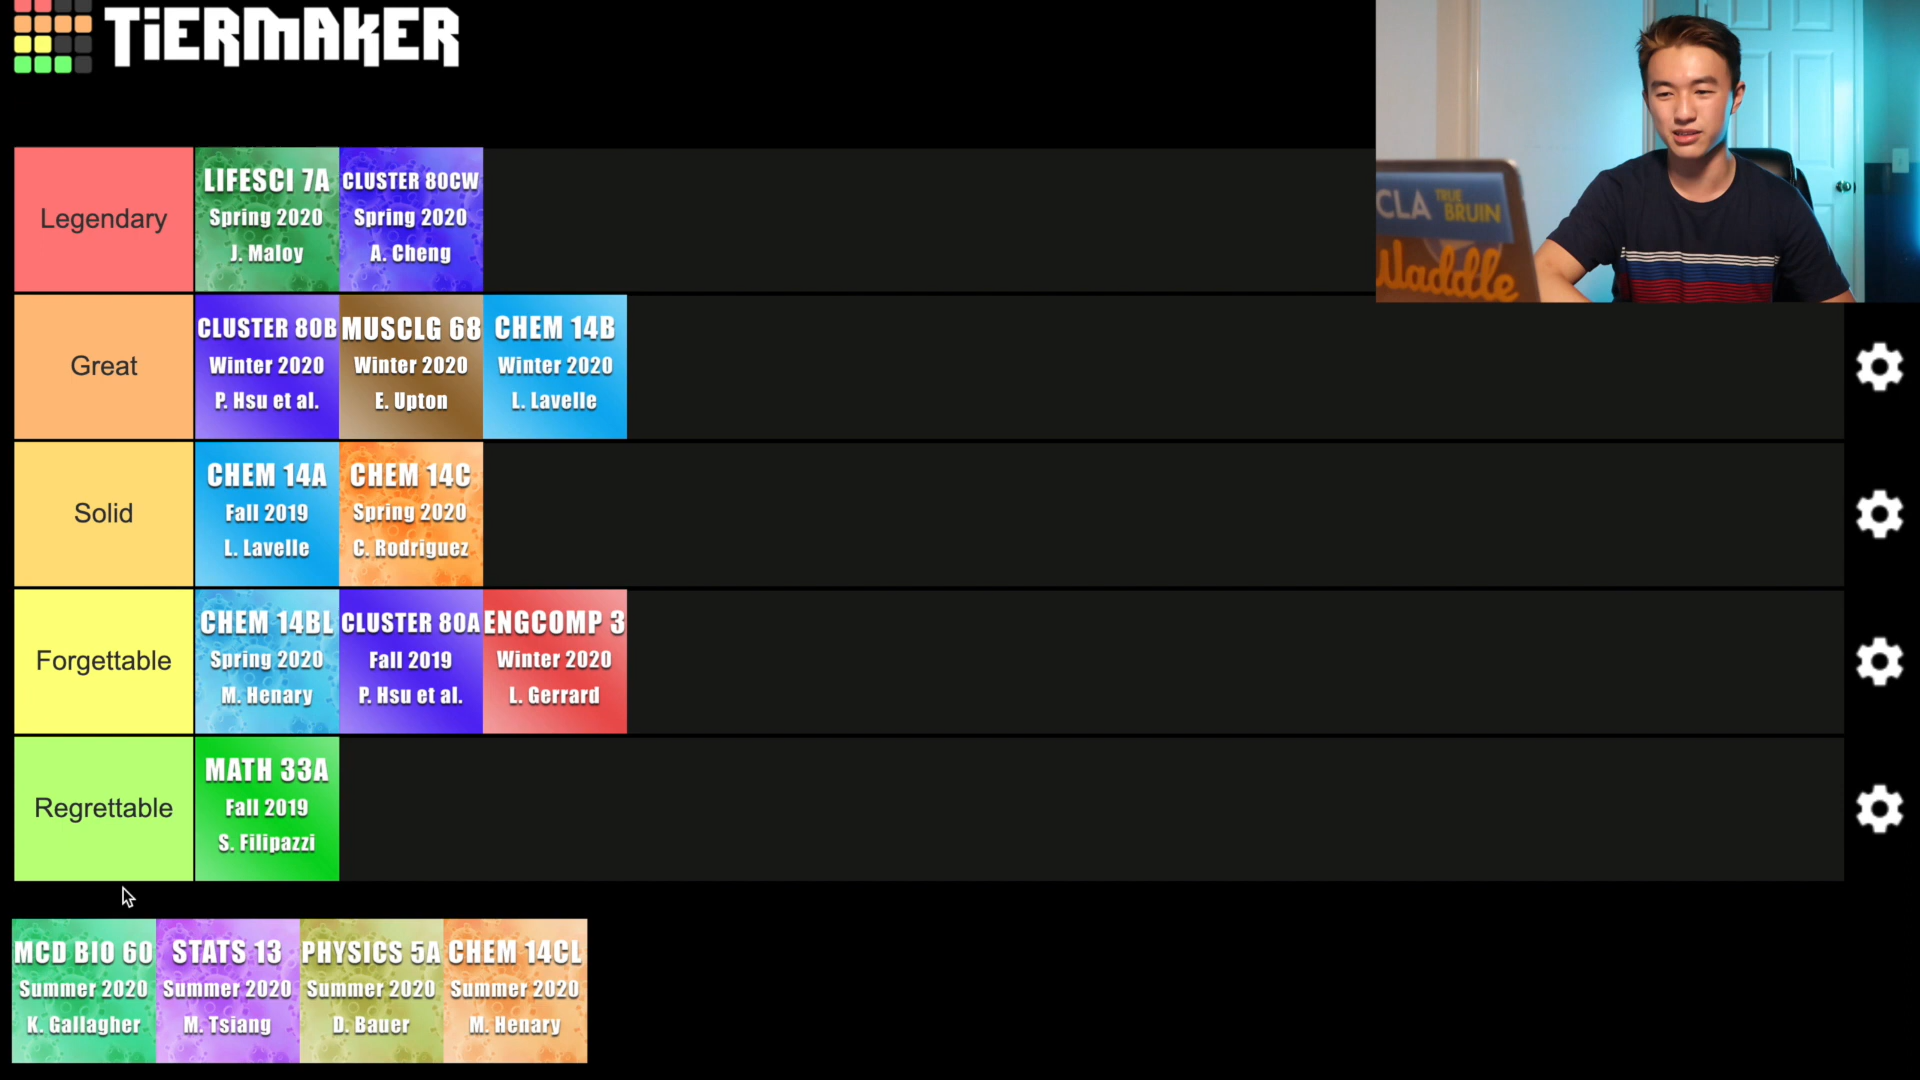 TiERMAKER
CLA TRUE BRUIN
Waddle
Legendary
LIFESCI 7A
Spring 2020
J. Maloy
CLUSTER 80CW
Spring 2020
A. Cheng
Great
CLUSTER 80B
Winter 2020
P. Hsu et al.
MUSCLG 68
Winter 2020
E. Upton
CHEM 14B
Winter 2020
L. Lavelle
Solid
CHEM 14A
Fall 2019
L. Lavelle
CHEM 14C
Spring 2020
C. Rodriguez
Forgettable
CHEM 14BL
Spring 2020
M. Henary
CLUSTER 80A
Fall 2019
P. Hsu et al.
ENGCOMP 3
Winter 2020
L. Gerrard
Regrettable
MATH 33A
Fall 2019
S. Filipazzi
MCD BIO 60
Summer 2020
K. Gallagher
STATS 13
Summer 2020
M. Tsiang
PHYSICS 5A
Summer 2020
D. Bauer
CHEM 14CL
Summer 2020
M. Henary